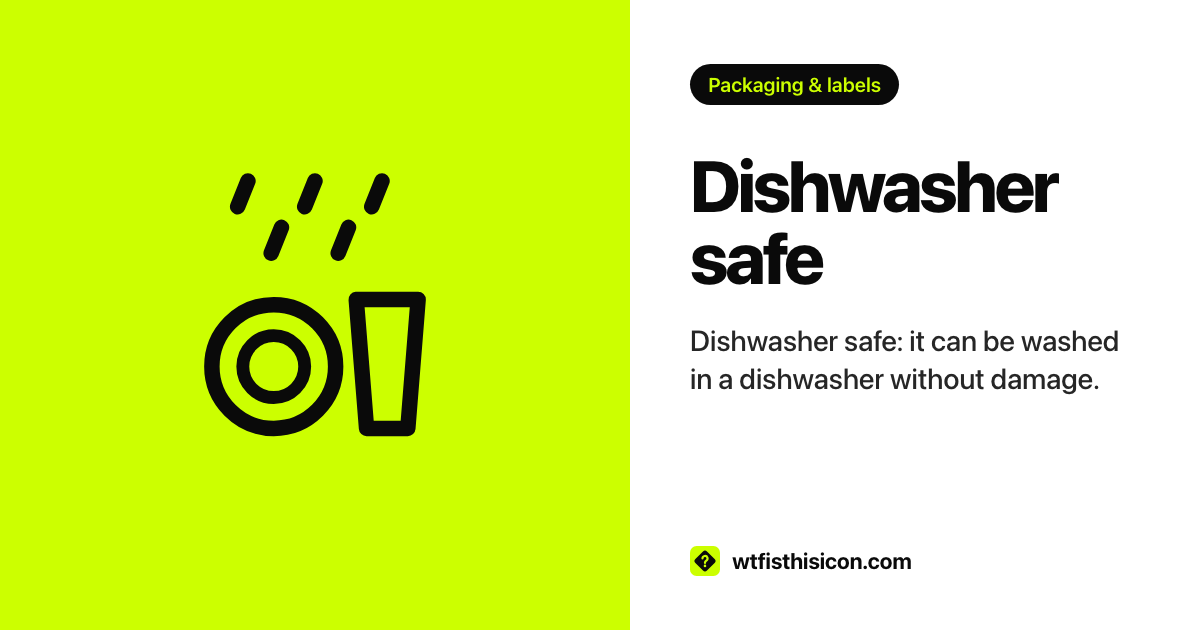 Packaging & labels
Dishwasher
safe
Dishwasher safe: it can be washed
in a dishwasher without damage.
?
wtfisthisicon.com